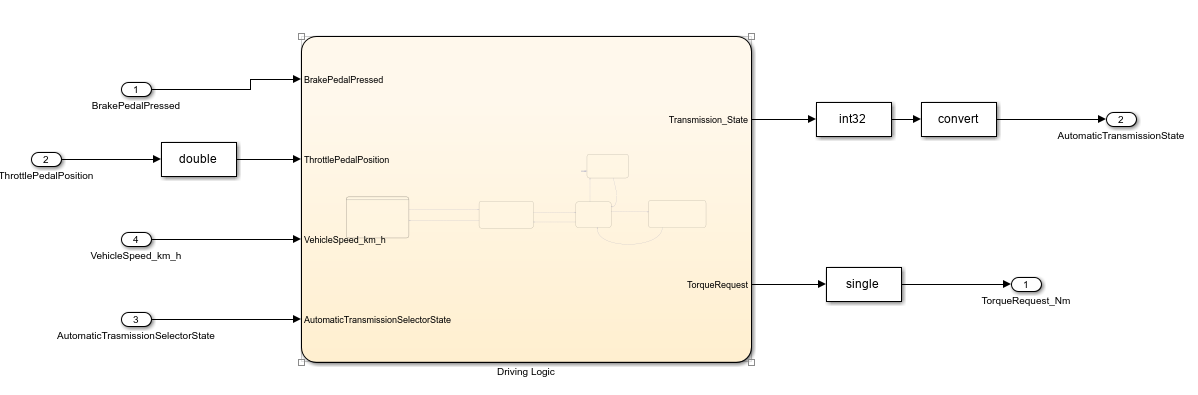 1
BrakePedalPressed
2
ThrottlePedalPosition
double
4
VehicleSpeed_km_h
3
AutomaticTrasmissionSelectorState
BrakePedalPressed
ThrottlePedalPosition
VehicleSpeed_km_h
AutomaticTransmissionSelectorState
Transmission_State
TorqueRequest
Driving Logic
int32
convert
2
AutomaticTransmissionState
single
1
TorqueRequest_Nm